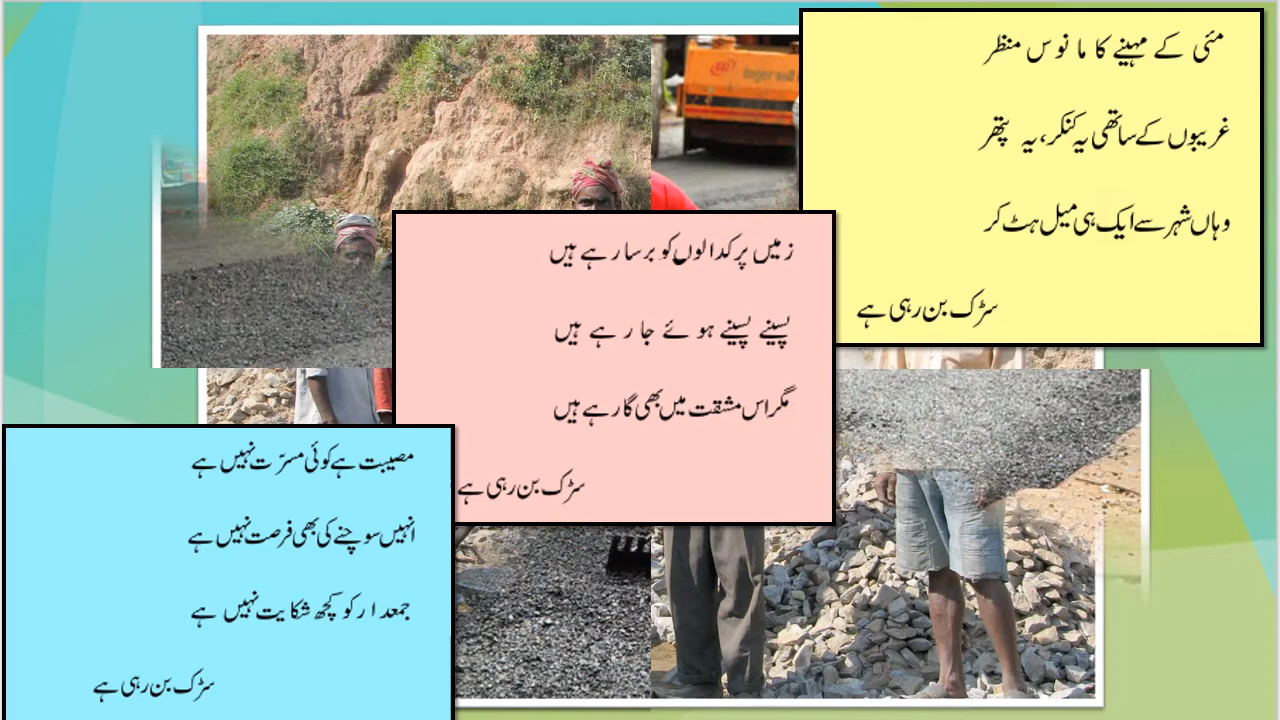 مئی کے مہینے کا مانوس منظر
غریبوں کے ساتھی یہ کنکر، یہ پتھر
وہاں شہر سے ایک ہی میل ہٹ کر
سڑک بن رہی ہے
زمیں پر کدالوں کو برسا رہے ہیں
پسینے پسینے ہوئے جا رہے ہیں
مگر اس مشقت میں بھی گا رہے ہیں
سڑک بن رہی ہے
مصیبت ہے کوئی مسرّت نہیں ہے
انہیں سوچنے کی بھی فرصت نہیں ہے
جمعدار کو کچھ شکایت نہیں ہے
سڑک بن رہی ہے